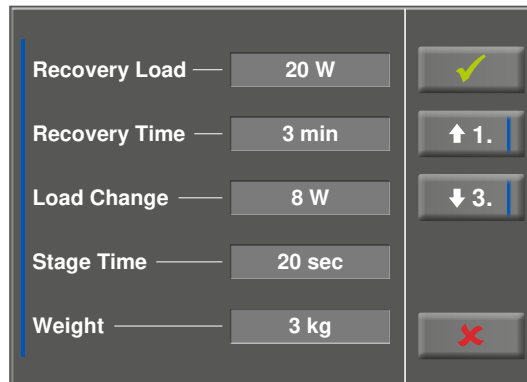 Recovery Load 20 W
Recovery Time 3 min
Load Change 8 W
Stage Time 20 sec
Weight 3 kg
1.
3.